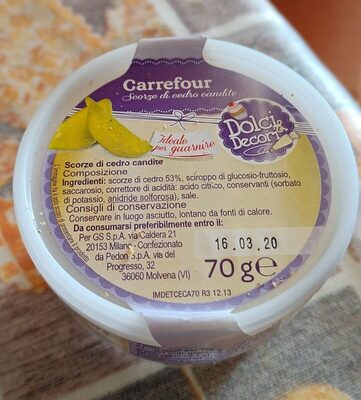 Carrefour
Scorze di cedro candite
Ideale
per guarnire
Dolci &
Decori
Scorze di cedro candite
Composizione
Ingredienti: scorze di cedro 53%, sciroppo di glucosio-fruttosio,
saccarosio, correttore di acidità: acido citrico, conservanti (sorbato
di potassio, anidride solforosa), sale.
Consigli di conservazione
Conservare in luogo asciutto, lontano da fonti di calore.
Da consumarsi preferibilmente entro il:
Per GS S.p.A. via Caldera 21
20153 Milano - Confezionato
da Pedon S.p.A. via del
Progresso, 32
36060 Molvena (VI)
16.03.20
70 g e
IMDETCECA70 R3 12.13